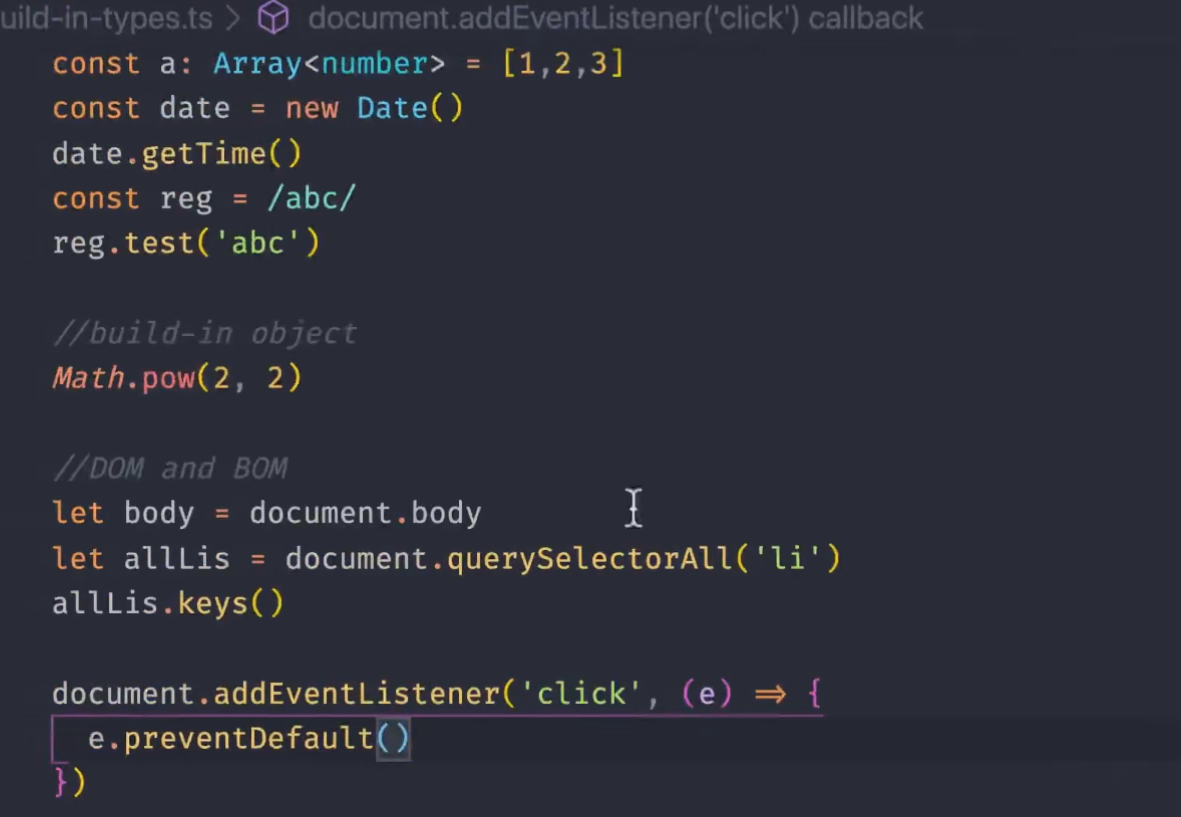 uild-in-types.ts > document.addEventListener('click') callback
const a: Array<number> = [1,2,3]
const date = new Date()
date.getTime()
const reg = /abc/
reg.test('abc')
//build-in object
Math.pow(2, 2)
//DOM and BOM
let body = document.body
let allLis = document.querySelectorAll('li')
allLis.keys()
document.addEventListener('click', (e) => {
e.preventDefault()
})